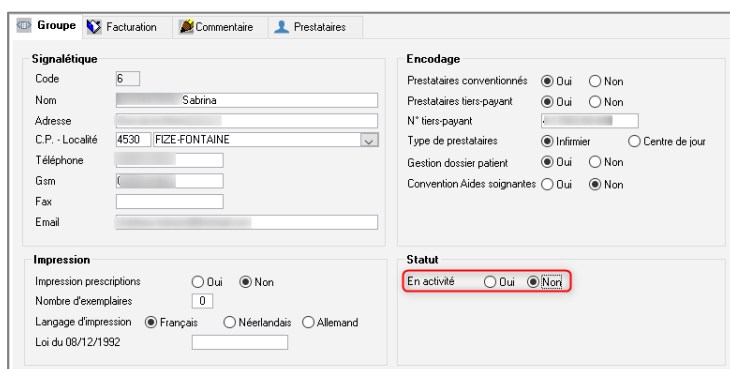 Groupe Facturation Commentaire Prestataires
Signalétique
Code 6
Nom Sabrina
Adresse
C.P. - Localité 4530 FIZE-FONTAINE
Téléphone
Gsm
Fax
Email
Encodage
Prestataires conventionnés Oui Non
Prestataires tiers-payant Oui Non
N° tiers-payant
Type de prestataires Infirmier Centre de jour
Gestion dossier patient Oui Non
Convention Aides soignantes Oui Non
Impression
Impression prescriptions Oui Non
Nombre d'exemplaires 0
Langage d'impression Français Néerlandais Allemand
Loi du 08/12/1992
Statut
En activité Oui Non